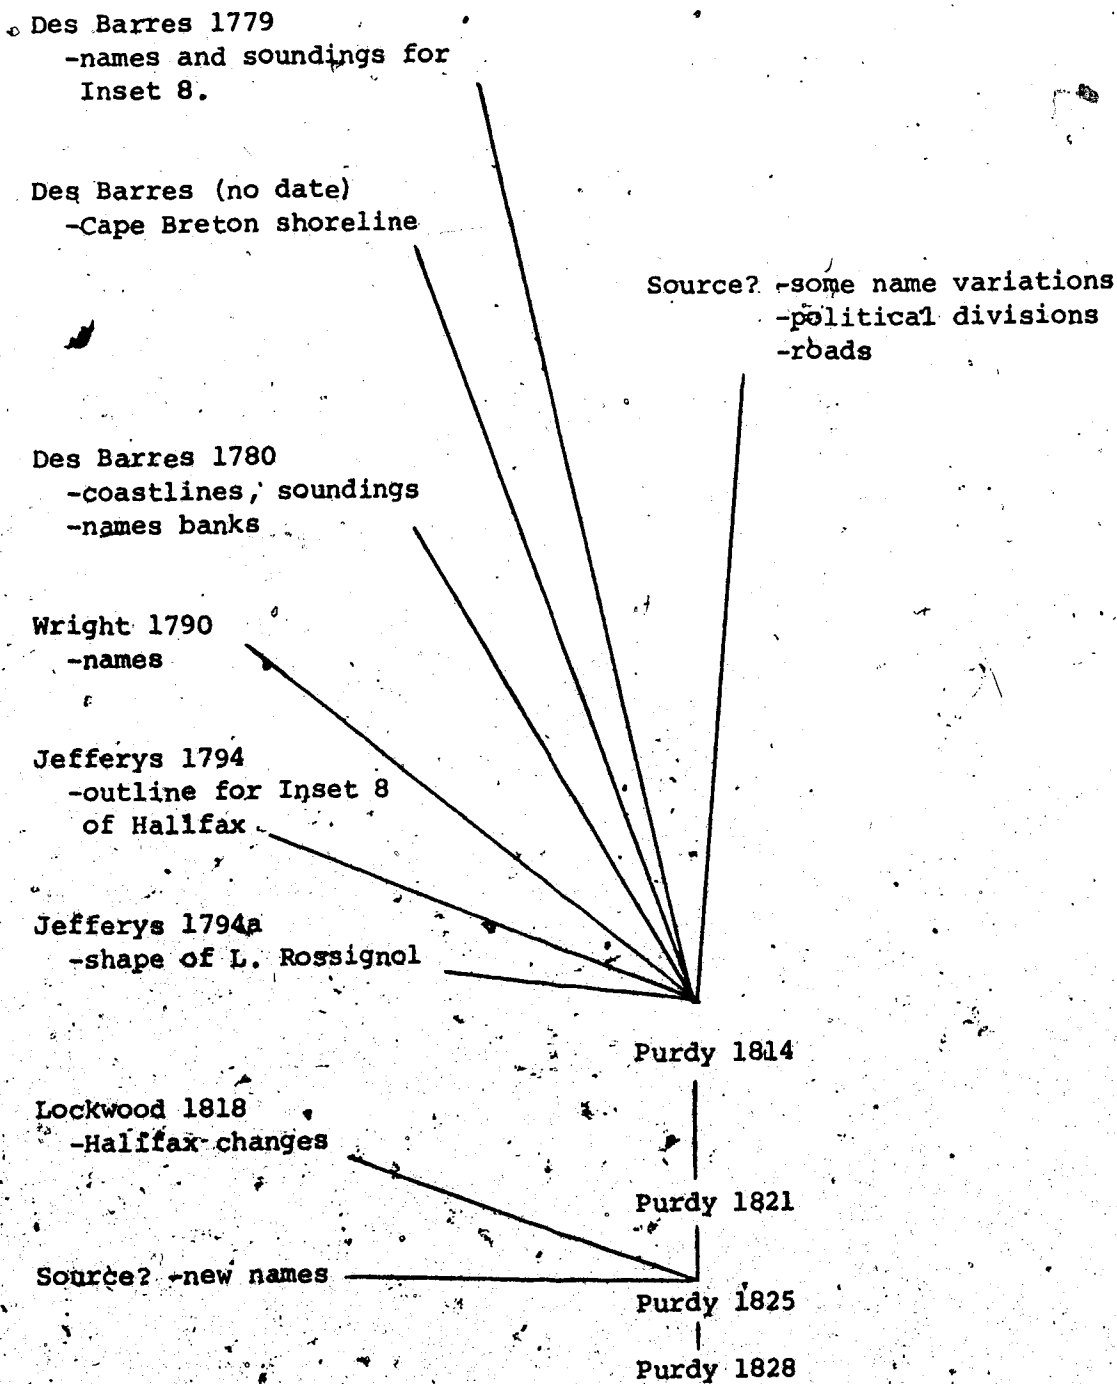 Des Barres 1779
-names and soundings for
Inset 8.
Des Barres (no date)
-Cape Breton shoreline
Source? -some name variations
-political divisions
-roads
Des Barres 1780
-coastlines, soundings
-names banks
Wright 1790
-names
Jefferys 1794
-outline for Inset 8
of Halifax
Jefferys 1794a
-shape of L. Rossignol
Purdy 1814
Lockwood 1818
-Halifax changes
Purdy 1821
Source? -new names
Purdy 1825
Purdy 1828